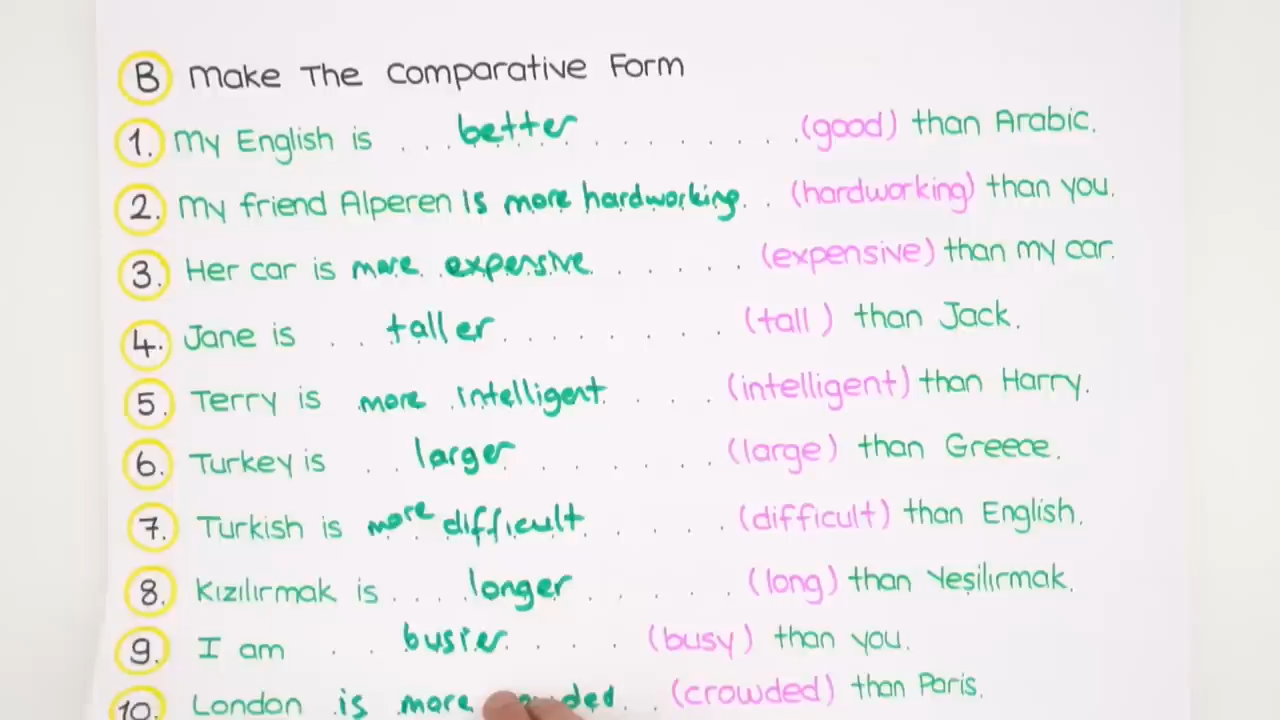 B Make The Comparative Form
1. My English is ... better ......... (good) than Arabic.
2. My friend Alperen is more hardworking. .. (hardworking) than you.
3. Her car is more expensive ...... (expensive) than my car.
4. Jane is .. taller ........ (tall) than Jack.
5. Terry is more intelligent .... (intelligent) than Harry.
6. Turkey is .. larger ....... (large) than Greece.
7. Turkish is more difficult ..... (difficult) than English.
8. Kızılırmak is ... longer ..... (long) than Yeşilırmak.
9. I am .. busier .... (busy) than you.
10. London is more .. (crowded) than Paris.